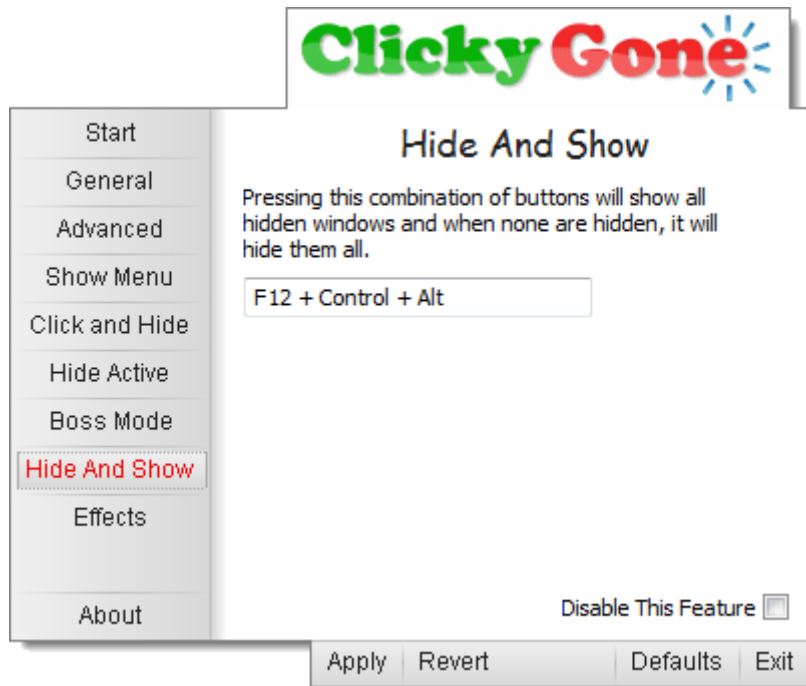 Clicky Gone
Start
General
Advanced
Show Menu
Click and Hide
Hide Active
Boss Mode
Hide And Show
Effects
About
Hide And Show
Pressing this combination of buttons will show all
hidden windows and when none are hidden, it will
hide them all.
F12 + Control + Alt
Disable This Feature
Apply
Revert
Defaults
Exit